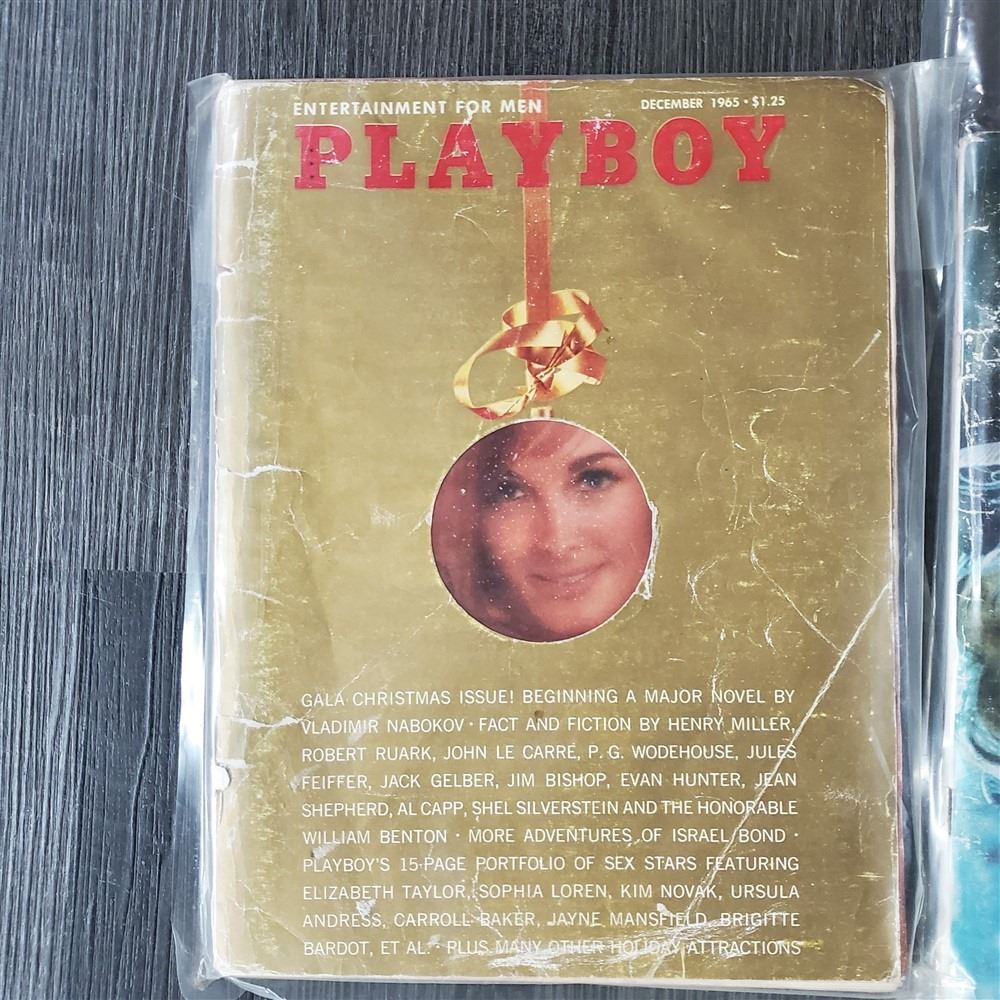 ENTERTAINMENT FOR MEN
DECEMBER 1965 • $1.25
PLAYBOY
GALA CHRISTMAS ISSUE! BEGINNING A MAJOR NOVEL BY
VLADIMIR NABOKOV • FACT AND FICTION BY HENRY MILLER,
ROBERT RUARK, JOHN LE CARRÉ, P. G. WODEHOUSE, JULES
FEIFFER, JACK GELBER, JIM BISHOP, EVAN HUNTER, JEAN
SHEPHERD, AL CAPP, SHEL SILVERSTEIN AND THE HONORABLE
WILLIAM BENTON • MORE ADVENTURES OF ISRAEL BOND •
PLAYBOY'S 15-PAGE PORTFOLIO OF SEX STARS FEATURING
ELIZABETH TAYLOR, SOPHIA LOREN, KIM NOVAK, URSULA
ANDRESS, CARROLL BAKER, JAYNE MANSFIELD, BRIGITTE
BARDOT, ET AL. • PLUS MANY OTHER HOLIDAY ATTRACTIONS